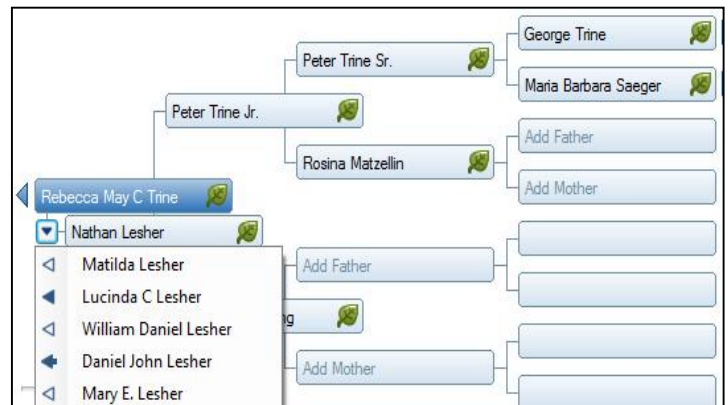 George Trine
Peter Trine Sr.
Maria Barbara Saeger
Peter Trine Jr.
Add Father
Rosina Matzellin
Add Mother
Rebecca May C Trine
Nathan Lesher
Matilda Lesher
Add Father
Lucinda C Lesher
ng
William Daniel Lesher
Daniel John Lesher
Add Mother
Mary E. Lesher